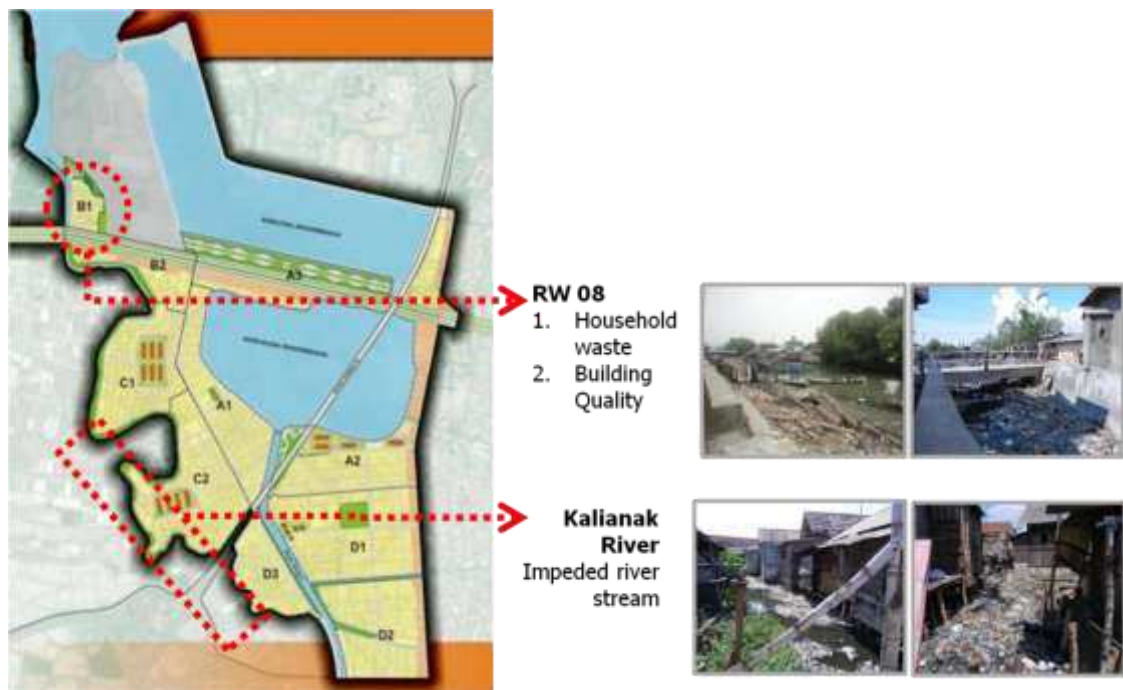 B1
B2
A3
C1
A1
A2
C2
D1
D3
D2
RW 08
1. Household
waste
2. Building
Quality
Kalianak
River
Impeded river
stream